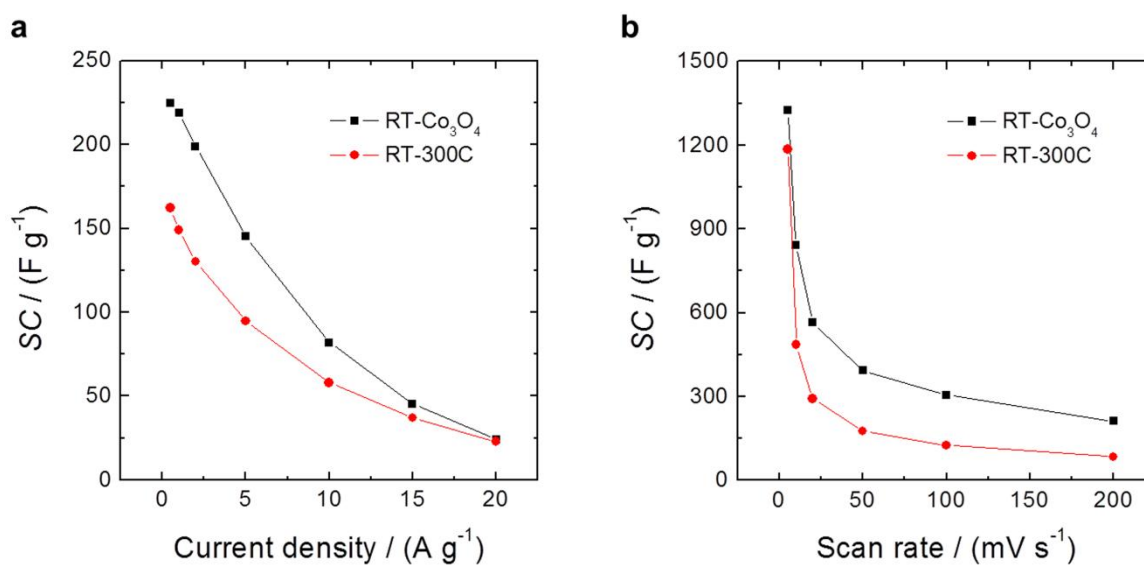 a
250
200
150
100
50
0
SC / (F g⁻¹)
RT-Co₃O₄
RT-300C
0 5 10 15 20
Current density / (A g⁻¹)
b
1500
1200
900
600
300
0
SC / (F g⁻¹)
RT-Co₃O₄
RT-300C
0 50 100 150 200
Scan rate / (mV s⁻¹)